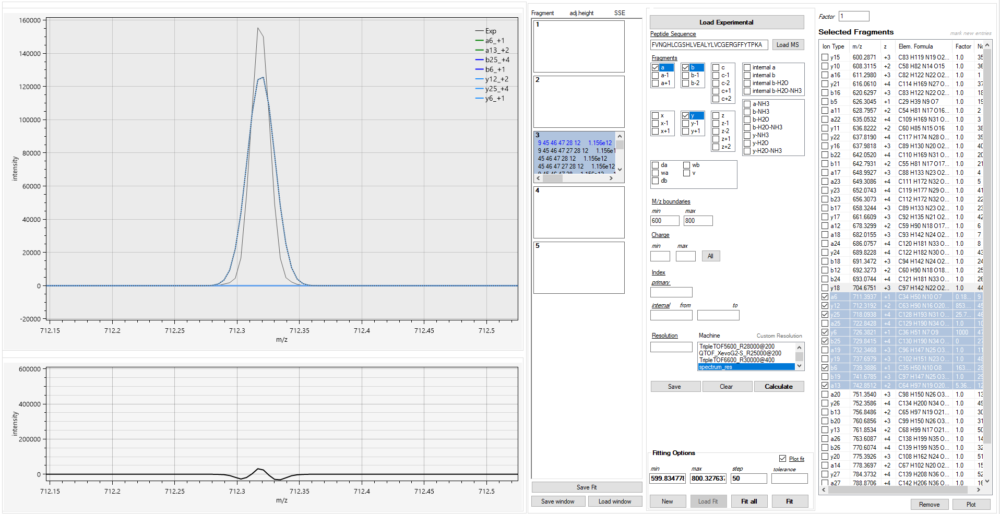 160000
140000
120000
100000
80000
60000
40000
20000
0
-20000
intensity
712.15 712.2 712.25 712.3 712.35 712.4 712.45 712.5
m/z
Exp
a6_+1
a13_+2
b25_+4
b6_+1
y12_+2
y25_+4
y6_+1
600000
400000
200000
0
intensity
712.15 712.2 712.25 712.3 712.35 712.4 712.45 712.5
m/z
Fragment adj.height SSE
1
2
3
9 45 46 47 28 12 1.156e12
9 45 46 47 27 28 12 1.156e1
45 46 47 28 12 1.156e12
45 46 47 27 28 12 1.156e12
4
5
Save Fit
Save window Load window
Load Experimental
Peptide Sequence
FVNQHLCGSHLVEALYLVCGERGFFYTPKA Load MS
Fragments
a b c internal a
a-1 b-1 c-1 internal b
a+1 b-2 c-2 internal b-H2O
c+1 internal b-H2O-NH3
c+2
a-NH3
b-NH3
x y z b-H2O
x-1 y-1 z-1 b-H2O-NH3
x+1 y+1 z-2 y-NH3
z+1 y-H2O
z+2 y-H2O-NH3
da wb
wa v
db
M/z boundaries
min max
600 800
Charge
min max
All
Index
primary
internal from to
Resolution Machine Custom Resolution
TripleTOF5600_R28000@200
QTOF_XevoG2-S_R25000@200
TripleTOF6600_R30000@400
spectrum_res
Save Clear Calculate
Fitting Options
Plot fit
min max step tolerance
599.834778 800.327637 50
New Load Fit Fit all Fit
Factor 1
Selected Fragments mark new entries
Ion Type m/z z Elem. Formula Factor Nc
y15 600.2871 +3 C83 H119 N19 O2... 1.0 35
y10 608.3115 +2 C58 H82 N14 O15 1.0 36
a16 611.2980 +3 C82 H122 N22 O2... 1.0 1
y21 616.0610 +4 C114 H169 N27 O... 1.0 37
b16 620.6297 +3 C83 H122 N22 O2... 1.0 18
b5 626.3045 +1 C29 H39 N9 O7 1.0 19
a11 628.7957 +2 C54 H81 N17 O16... 1.0 2
a22 635.0532 +4 C109 H169 N31 O... 1.0 3
y11 636.8222 +2 C60 H85 N15 O16 1.0 38
y22 637.8190 +4 C117 H174 N28 O... 1.0 39
y16 637.9818 +3 C89 H130 N20 O2... 1.0 40
b22 642.0520 +4 C110 H169 N31 O... 1.0 20
b11 642.7931 +2 C55 H81 N17 O17... 1.0 21
a17 648.9927 +3 C88 H133 N23 O2... 1.0 4
a23 649.3086 +4 C111 H172 N32 O... 1.0 5
y23 652.0743 +4 C119 H177 N29 O... 1.0 41
b23 656.3073 +4 C112 H172 N32 O... 1.0 22
b17 658.3244 +3 C89 H133 N23 O2... 1.0 23
y17 661.6609 +3 C92 H135 N21 O2... 1.0 42
a12 678.3299 +2 C59 H90 N18 O17... 1.0 6
a18 682.0155 +3 C93 H142 N24 O2... 1.0 7
a24 686.0757 +4 C120 H181 N33 O... 1.0 8
y24 689.8228 +4 C122 H182 N30 O... 1.0 43
b18 691.3472 +3 C94 H142 N24 O2... 1.0 24
b12 692.3273 +2 C60 H90 N18 O18... 1.0 25
b24 693.0744 +4 C121 H181 N33 O... 1.0 26
y18 704.6751 +3 C97 H142 N22 O2... 1.0 44
a6 711.3937 +1 C34 H50 N10 O7 0.18... 9
y12 712.3192 +2 C63 H90 N16 O20... 853.... 45
y25 718.0938 +4 C128 H193 N31 O... 25.7... 46
a25 722.8428 +4 C129 H190 N34 O... 1.0 10
y6 726.3821 +1 C36 H51 N7 O9 1000 47
b25 729.8415 +4 C130 H190 N34 O... 0 27
a19 732.3468 +3 C96 H147 N25 O3... 1.0 11
y19 737.6979 +3 C102 H151 N23 O... 1.0 48
b6 739.3886 +1 C35 H50 N10 O8 163.... 28
b19 741.6785 +3 C97 H147 N25 O3... 1.0 29
a13 742.8512 +2 C64 H97 N19 O20... 5.36... 12
a20 751.3540 +3 C98 H150 N26 O3... 1.0 13
y26 752.3586 +4 C134 H200 N34 O... 1.0 49
b13 756.8486 +2 C65 H97 N19 O21... 1.0 30
b20 760.6856 +3 C99 H150 N26 O3... 1.0 31
y13 761.8534 +2 C68 H99 N17 O21... 1.0 50
a26 763.6087 +4 C138 H199 N35 O... 1.0 14
b26 770.6074 +4 C139 H199 N35 O... 1.0 32
y20 775.3926 +3 C108 H162 N24 O... 1.0 51
a14 778.3697 +2 C67 H102 N20 O2... 1.0 15
y27 784.3732 +4 C139 H208 N36 O... 1.0 52
a27 788.8706 +4 C142 H206 N36 O... 1.0 16
Remove Plot